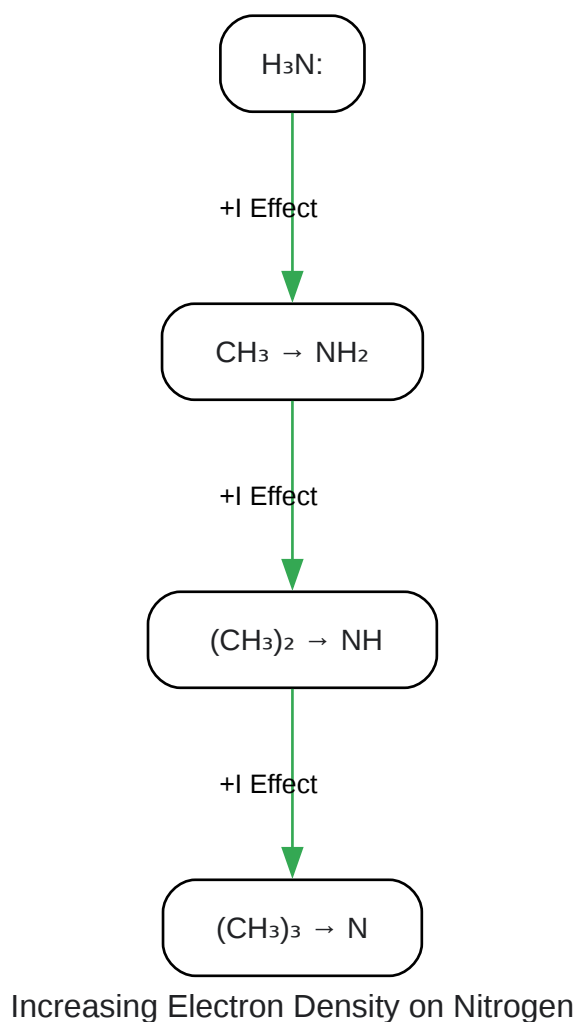 H₃N:
+I Effect
CH₃ → NH₂
+I Effect
(CH₃)₂ → NH
+I Effect
(CH₃)₃ → N
Increasing Electron Density on Nitrogen